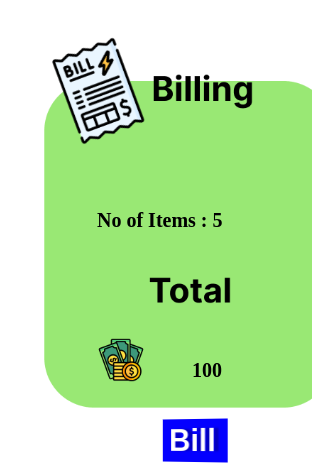 BILL
$
Billing
No of Items : 5
Total
$
100
Bill